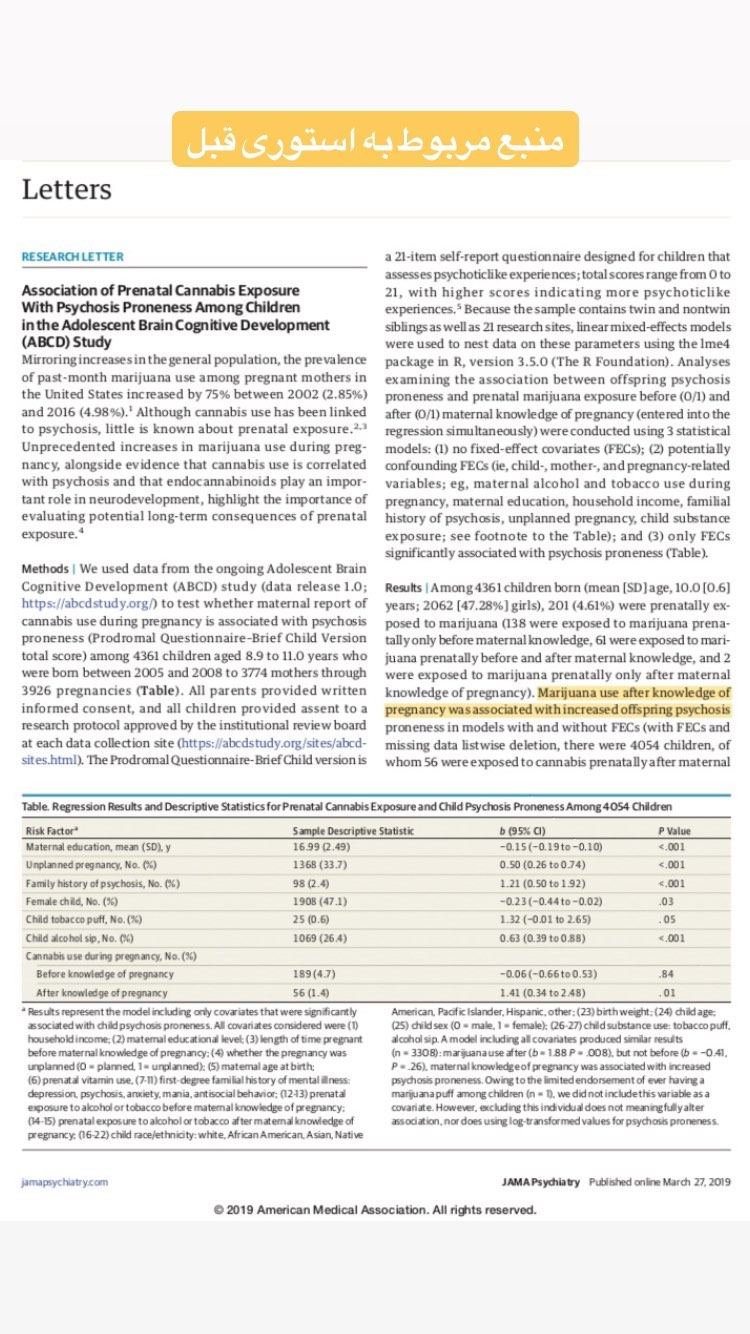 منبع مربوط به استوری قبل
Letters
RESEARCH LETTER
Association of Prenatal Cannabis Exposure
With Psychosis Proneness Among Children
in the Adolescent Brain Cognitive Development
(ABCD) Study
Mirroring increases in the general population, the prevalence
of past-month marijuana use among pregnant mothers in
the United States increased by 75% between 2002 (2.85%)
and 2016 (4.98%).¹ Although cannabis use has been linked
to psychosis, little is known about prenatal exposure.²,³
Unprecedented increases in marijuana use during preg-
nancy, alongside evidence that cannabis use is correlated
with psychosis and that endocannabinoids play an impor-
tant role in neurodevelopment, highlight the importance of
evaluating potential long-term consequences of prenatal
exposure.⁴
Methods | We used data from the ongoing Adolescent Brain
Cognitive Development (ABCD) study (data release 1.0;
https://abcdstudy.org/) to test whether maternal report of
cannabis use during pregnancy is associated with psychosis
proneness (Prodromal Questionnaire-Brief Child Version
total score) among 4361 children aged 8.9 to 11.0 years who
were born between 2005 and 2008 to 3774 mothers through
3926 pregnancies (Table). All parents provided written
informed consent, and all children provided assent to a
research protocol approved by the institutional review board
at each data collection site (https://abcdstudy.org/sites/abcd-
sites.html). The Prodromal Questionnaire-Brief Child version is
a 21-item self-report questionnaire designed for children that
assesses psychoticlike experiences; total scores range from 0 to
21, with higher scores indicating more psychoticlike
experiences.⁵ Because the sample contains twin and nontwin
siblings as well as 21 research sites, linear mixed-effects models
were used to nest data on these parameters using the lme4
package in R, version 3.5.0 (The R Foundation). Analyses
examining the association between offspring psychosis
proneness and prenatal marijuana exposure before (0/1) and
after (0/1) maternal knowledge of pregnancy (entered into the
regression simultaneously) were conducted using 3 statistical
models: (1) no fixed-effect covariates (FECs); (2) potentially
confounding FECs (ie, child-, mother-, and pregnancy-related
variables; eg, maternal alcohol and tobacco use during
pregnancy, maternal education, household income, familial
history of psychosis, unplanned pregnancy, child substance
exposure; see footnote to the Table); and (3) only FECs
significantly associated with psychosis proneness (Table).
Results | Among 4361 children born (mean [SD] age, 10.0 [0.6]
years; 2062 [47.28%] girls), 201 (4.61%) were prenatally ex-
posed to marijuana (138 were exposed to marijuana prena-
tally only before maternal knowledge, 61 were exposed to mari-
juana prenatally before and after maternal knowledge, and 2
were exposed to marijuana prenatally only after maternal
knowledge of pregnancy). Marijuana use after knowledge of
pregnancy was associated with increased offspring psychosis
proneness in models with and without FECs (with FECs and
missing data listwise deletion, there were 4054 children, of
whom 56 were exposed to cannabis prenatally after maternal
Table. Regression Results and Descriptive Statistics for Prenatal Cannabis Exposure and Child Psychosis Proneness Among 4054 Children
Risk Factorᵃ Sample Descriptive Statistic b (95% CI) P Value
Maternal education, mean (SD), y 16.99 (2.49) −0.15 (−0.19 to −0.10) <.001
Unplanned pregnancy, No. (%) 1368 (33.7) 0.50 (0.26 to 0.74) <.001
Family history of psychosis, No. (%) 98 (2.4) 1.21 (0.50 to 1.92) <.001
Female child, No. (%) 1908 (47.1) −0.23 (−0.44 to −0.02) .03
Child tobacco puff, No. (%) 25 (0.6) 1.32 (−0.01 to 2.65) .05
Child alcohol sip, No. (%) 1069 (26.4) 0.63 (0.39 to 0.88) <.001
Cannabis use during pregnancy, No. (%)
Before knowledge of pregnancy 189 (4.7) −0.06 (−0.66 to 0.53) .84
After knowledge of pregnancy 56 (1.4) 1.41 (0.34 to 2.48) .01
ᵃ Results represent the model including only covariates that were significantly
associated with child psychosis proneness. All covariates considered were (1)
household income; (2) maternal educational level; (3) length of time pregnant
before maternal knowledge of pregnancy; (4) whether the pregnancy was
unplanned (0 = planned, 1 = unplanned); (5) maternal age at birth;
(6) prenatal vitamin use, (7-11) first-degree familial history of mental illness:
depression, psychosis, anxiety, mania, antisocial behavior; (12-13) prenatal
exposure to alcohol or tobacco before maternal knowledge of pregnancy;
(14-15) prenatal exposure to alcohol or tobacco after maternal knowledge of
pregnancy; (16-22) child race/ethnicity: white, African American, Asian, Native
American, Pacific Islander, Hispanic, other; (23) birth weight; (24) child age;
(25) child sex (0 = male, 1 = female); (26-27) child substance use: tobacco puff,
alcohol sip. A model including all covariates produced similar results
(n = 3308): marijuana use after (b = 1.88 P = .008), but not before (b = −0.41,
P = .26), maternal knowledge of pregnancy was associated with increased
psychosis proneness. Owing to the limited endorsement of ever having a
marijuana puff among children (n = 1), we did not include this variable as a
covariate. However, excluding this individual does not meaningfully alter
association, nor does using log-transformed values for psychosis proneness.
jamapsychiatry.com
JAMA Psychiatry Published online March 27, 2019
© 2019 American Medical Association. All rights reserved.